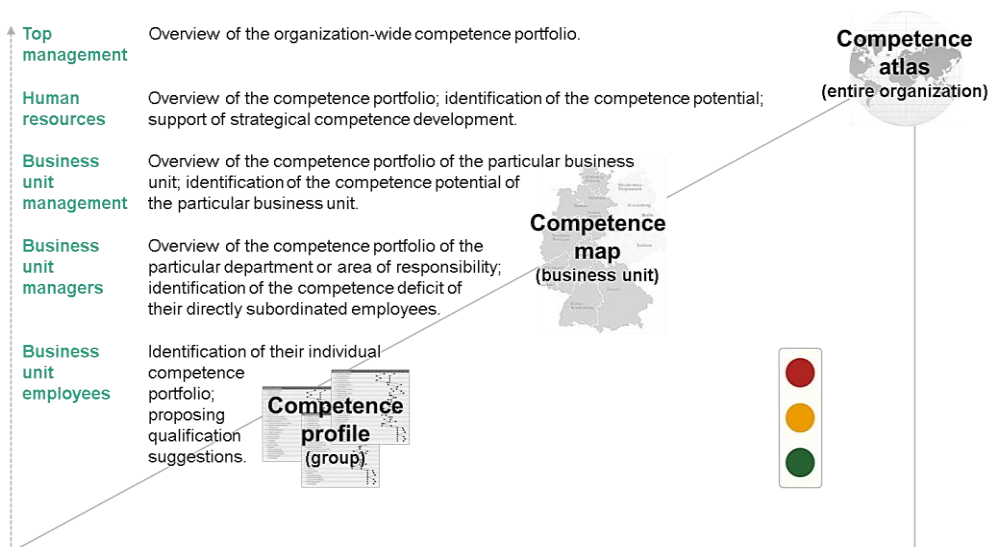 Top
management
Overview of the organization-wide competence portfolio.
Human
resources
Overview of the competence portfolio; identification of the competence potential;
support of strategical competence development.
Business
unit
management
Overview of the competence portfolio of the particular business
unit; identification of the competence potential of
the particular business unit.
Business
unit
managers
Overview of the competence portfolio of the
particular department or area of responsibility;
identification of the competence deficit of
their directly subordinated employees.
Business
unit
employees
Identification of their individual
competence
portfolio;
proposing
qualification
suggestions.
Competence
profile
(group)
Competence
map
(business unit)
Competence
atlas
(entire organization)